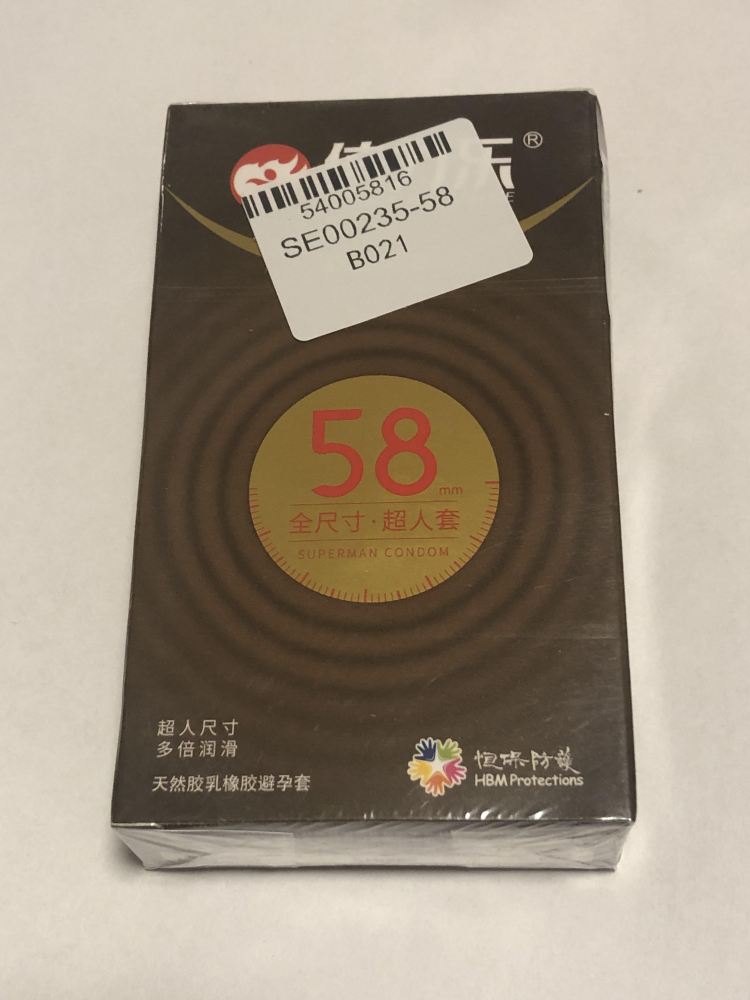 ®
54005816
SE00235-58
B021
58
mm
全尺寸·超人套
SUPERMAN CONDOM
超人尺寸
多倍润滑
天然胶乳橡胶避孕套
恒保防护
HBM Protections